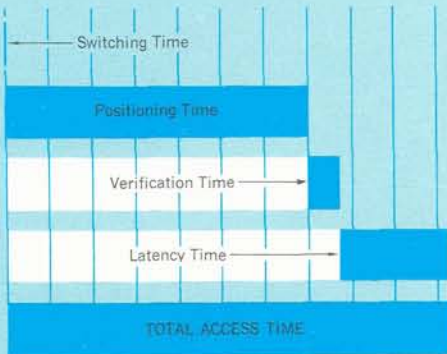 Switching Time
Positioning Time
Verification Time
Latency Time
TOTAL ACCESS TIME